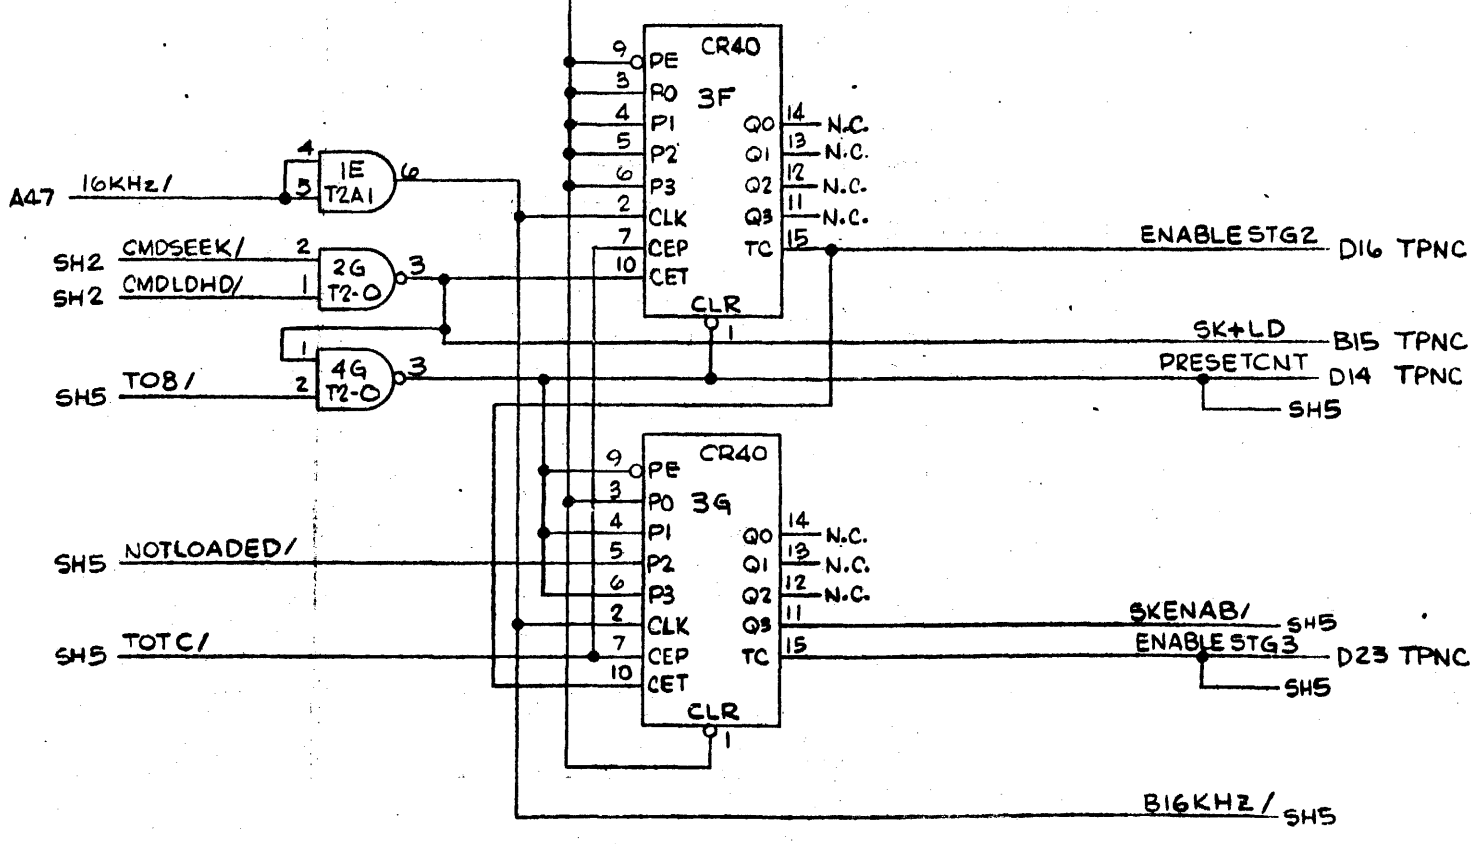 CR40
3F
9 PE
3 P0
4 P1
5 P2
6 P3
2 CLK
7 CEP
10 CET
Q0 14 N.C.
Q1 13 N.C.
Q2 12 N.C.
Q3 11 N.C.
TC 15
CLR
1
ENABLESTG2 D16 TPNC
A47 16KHz/
4
5
1E
T2A1
6
SH2 CMDSEEK/ 2
SH2 CMDLDHD/ 1
2G
T2-0
3
SK+LD B15 TPNC
1
SH5 TO8/ 2
4G
T2-0
3
PRESETCNT D14 TPNC
SH5
CR40
3G
9 PE
3 P0
4 P1
5 P2
6 P3
2 CLK
7 CEP
10 CET
Q0 14 N.C.
Q1 13 N.C.
Q2 12 N.C.
Q3 11
TC 15
CLR
1
SH5 NOTLOADED/
SH5 TOTC/
SKENAB/ SH5
ENABLESTG3 D23 TPNC
SH5
B16KHZ/ SH5